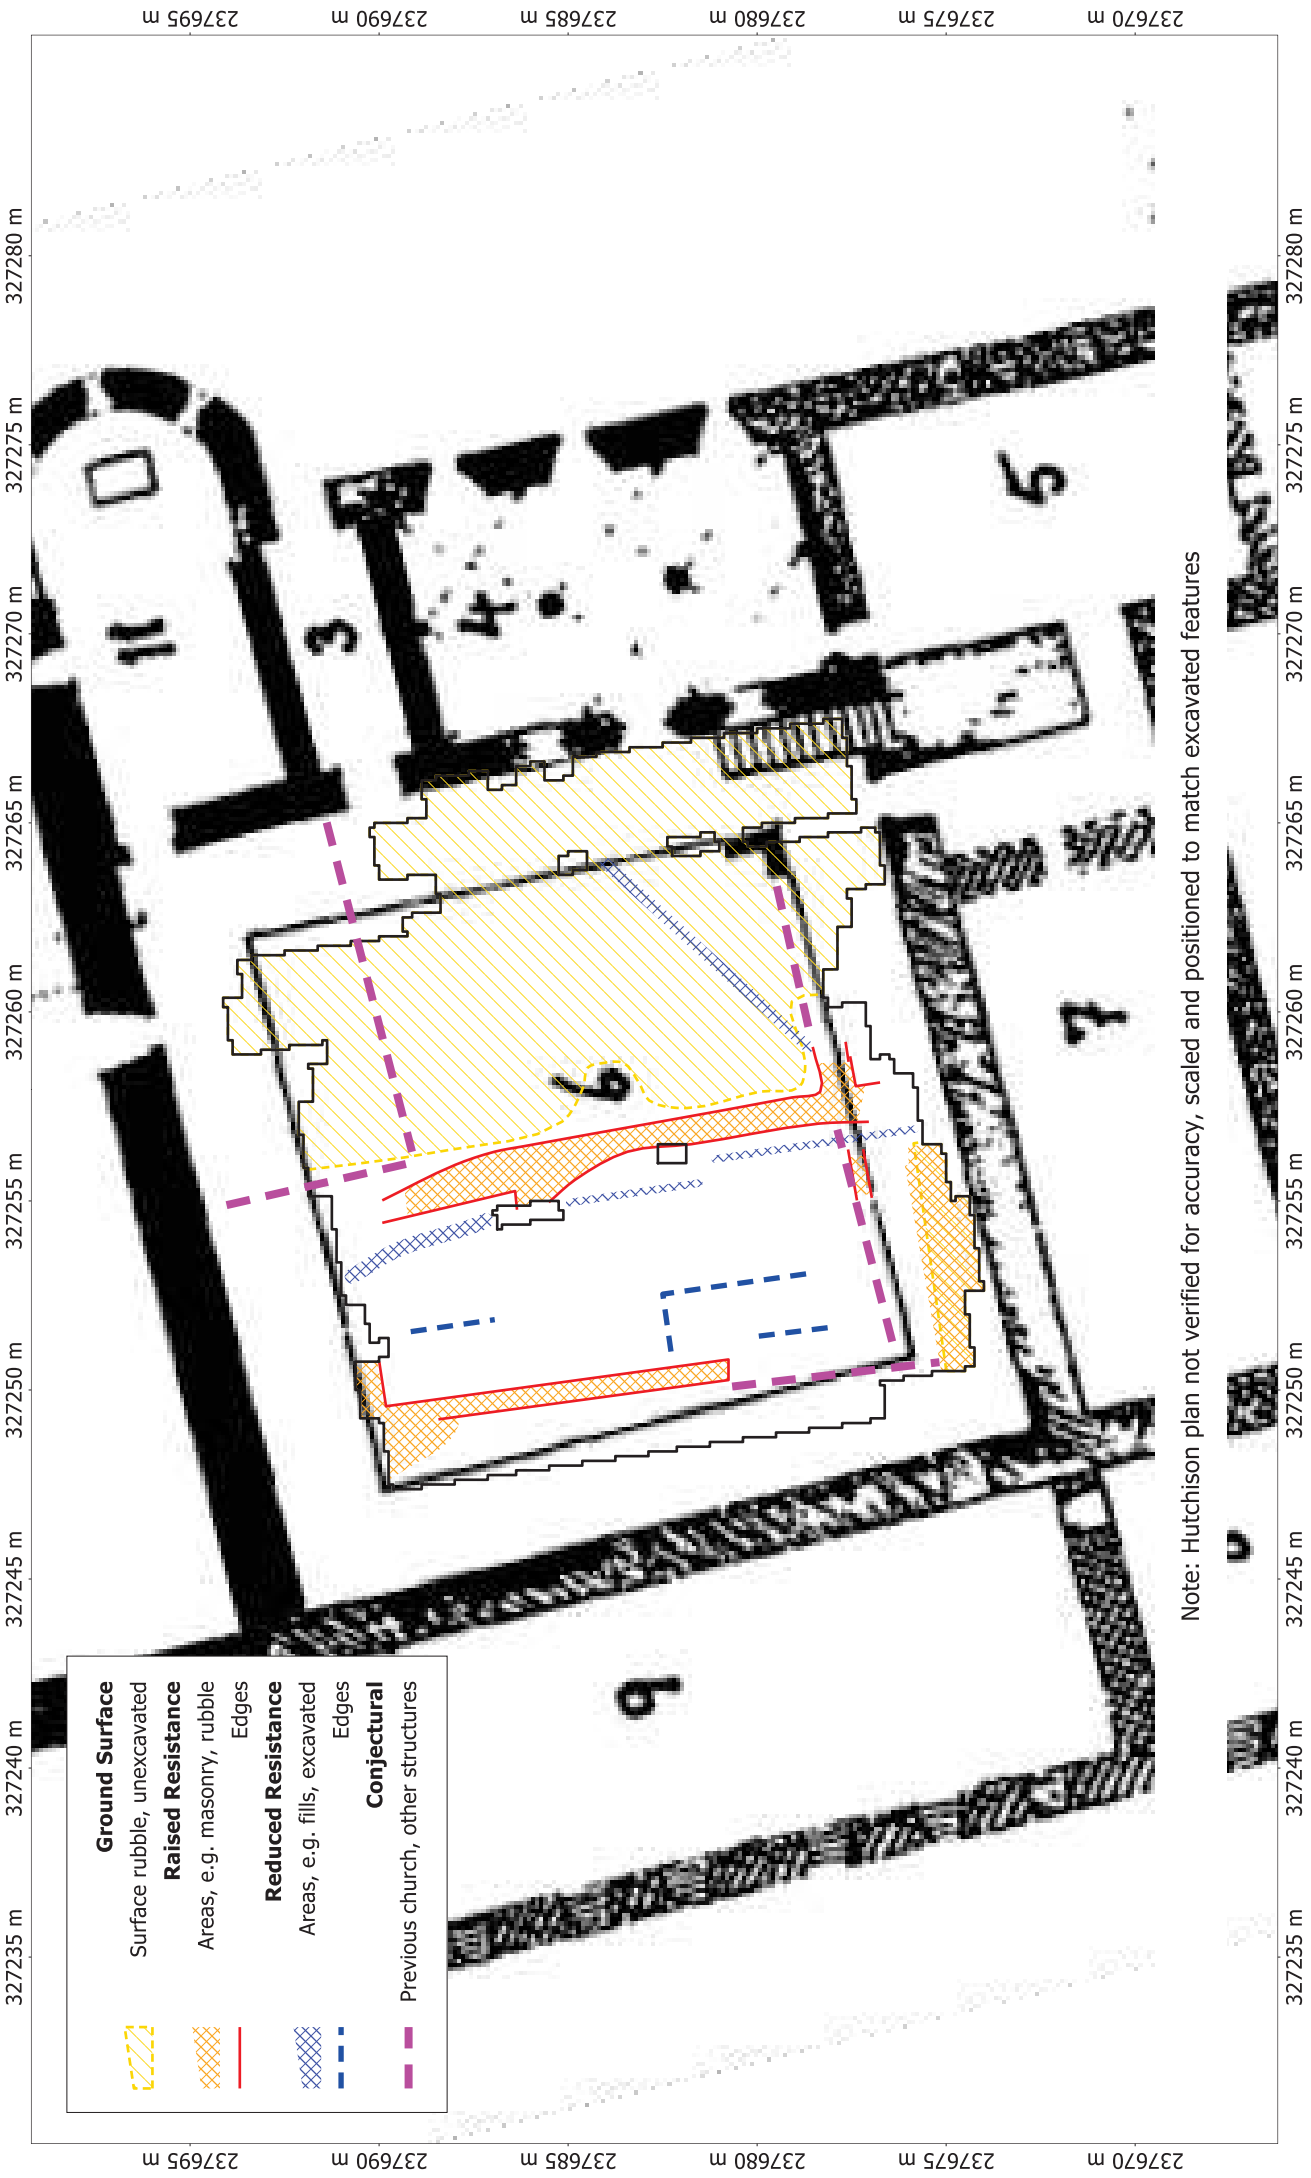 327235 m
327240 m
327245 m
327250 m
327255 m
327260 m
327265 m
327270 m
327275 m
327280 m
237695 m
237690 m
237685 m
237680 m
237675 m
237670 m
Ground Surface
Surface rubble, unexcavated
Raised Resistance
Areas, e.g. masonry, rubble
Edges
Reduced Resistance
Areas, e.g. fills, excavated
Edges
Conjectural
Previous church, other structures
3
4
6
9
5
7
Note: Hutchison plan not verified for accuracy, scaled and positioned to match excavated features
237695 m
237690 m
237685 m
237680 m
237675 m
237670 m
327235 m
327240 m
327245 m
327250 m
327255 m
327260 m
327265 m
327270 m
327275 m
327280 m